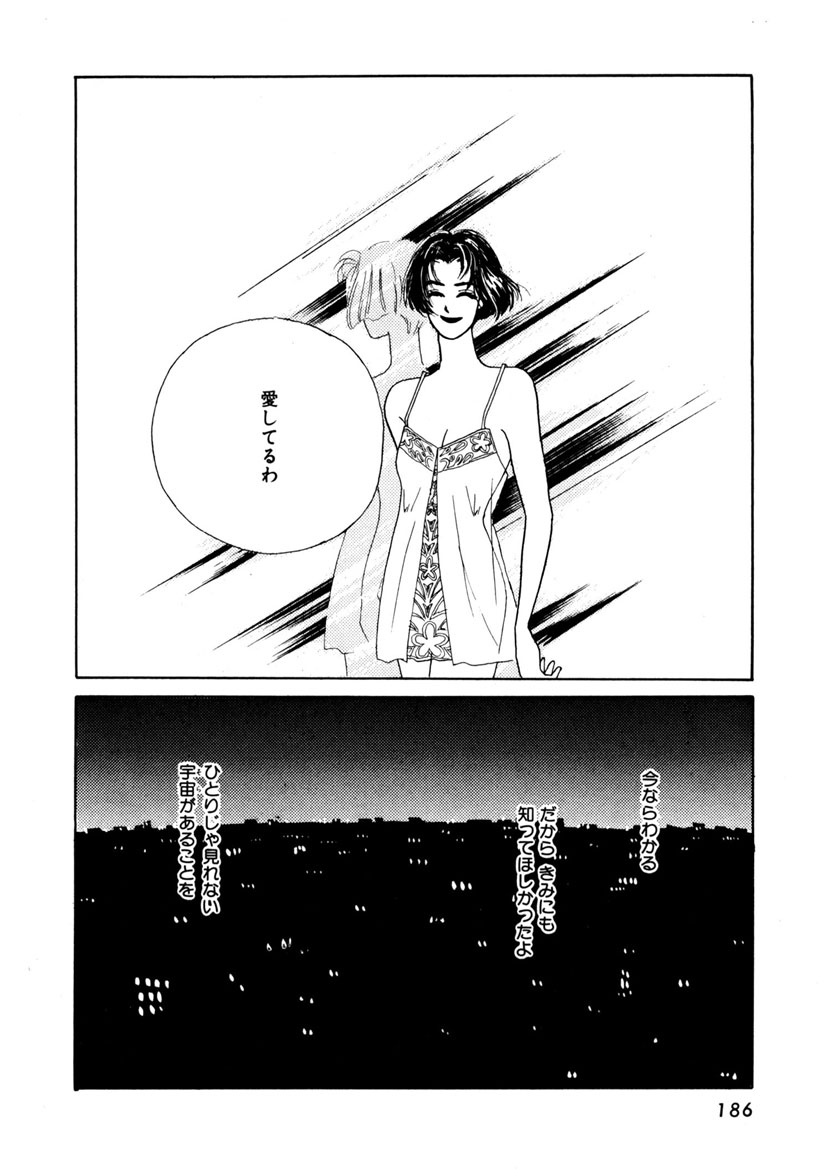 愛してるわ
今ならわかる
だから きみにも
知ってほしかったよ
ひとりじゃ見れない
宇宙があることを
186